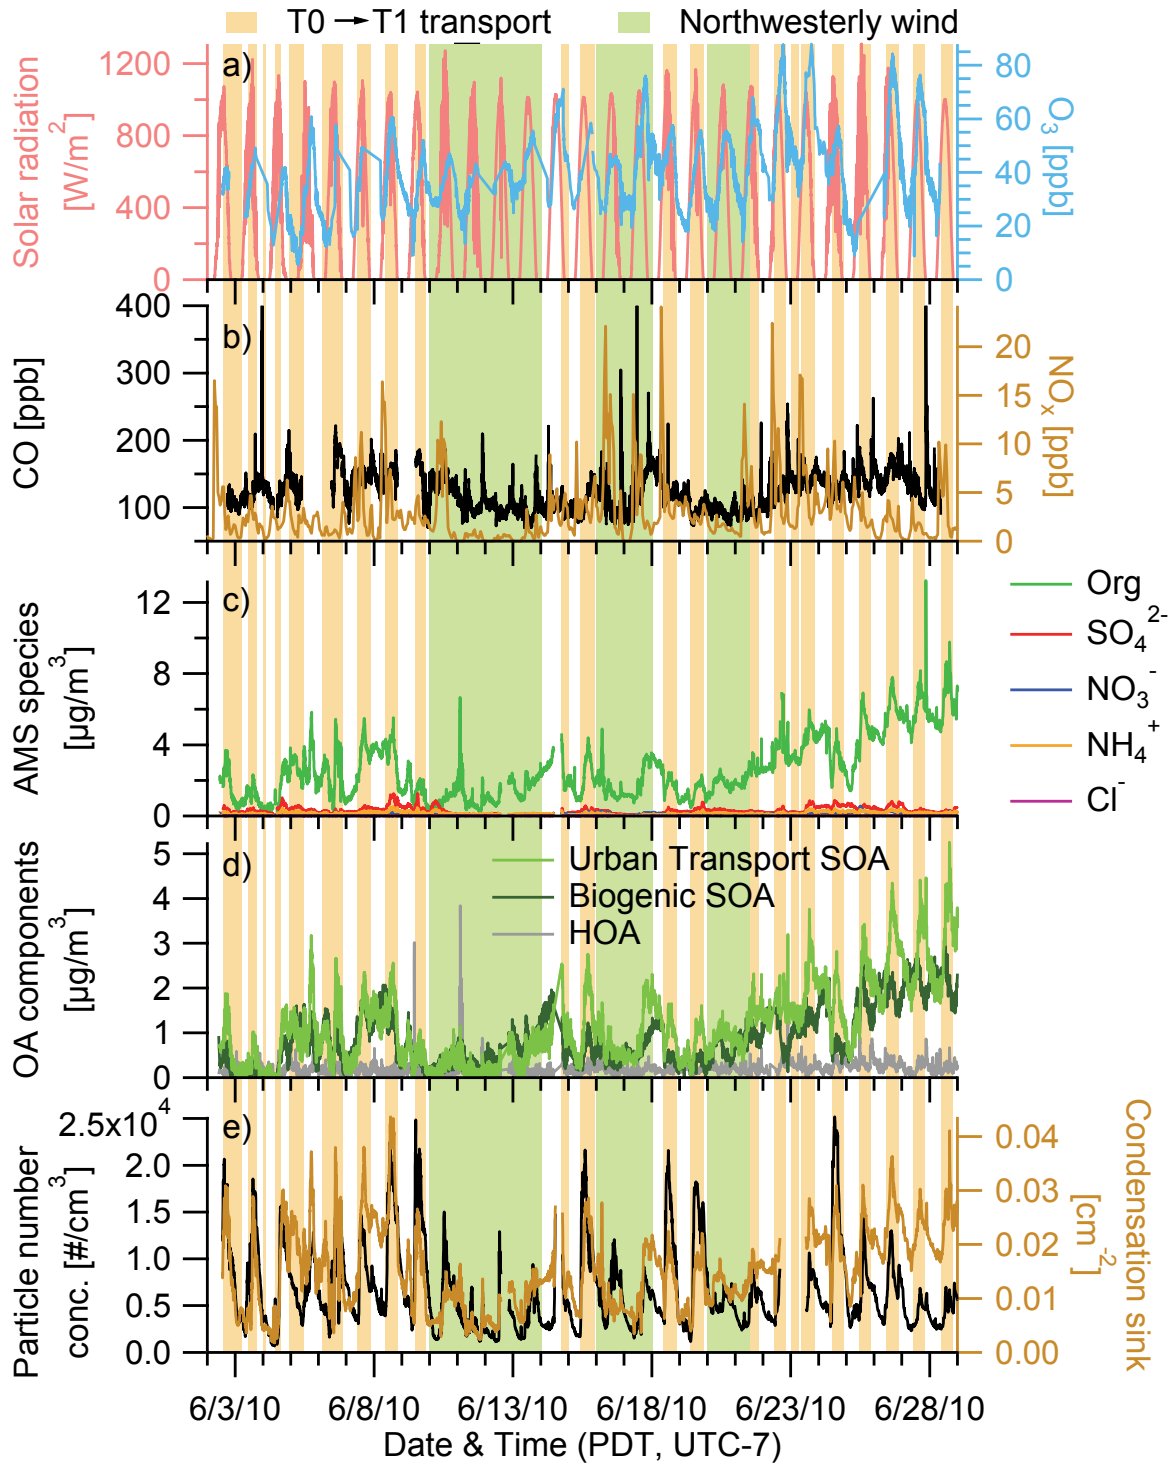 T0 → T1 transport
Northwesterly wind
a)
Solar radiation
[W/m²]
1200
800
400
0
80
60
40
20
0
O₃ [ppb]
b)
CO [ppb]
400
300
200
100
20
15
10
5
0
NOₓ [ppb]
c)
AMS species
[µg/m³]
12
8
4
0
Org
SO₄²⁻
NO₃⁻
NH₄⁺
Cl⁻
d)
OA components
[µg/m³]
5
4
3
2
1
0
Urban Transport SOA
Biogenic SOA
HOA
e)
Particle number
conc. [#/cm³]
2.5x10⁴
2.0
1.5
1.0
0.5
0.0
0.04
0.03
0.02
0.01
0.00
Condensation sink
[cm⁻²]
6/3/10
6/8/10
6/13/10
6/18/10
6/23/10
6/28/10
Date & Time (PDT, UTC-7)